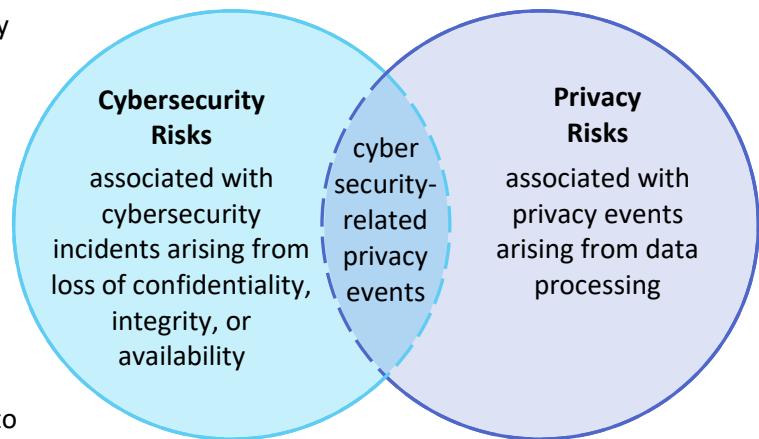 y
Cybersecurity
Risks
associated with
cybersecurity
incidents arising from
loss of confidentiality,
integrity, or
availability
cyber
security-
related
privacy
events
Privacy
Risks
associated with
privacy events
arising from data
processing
to